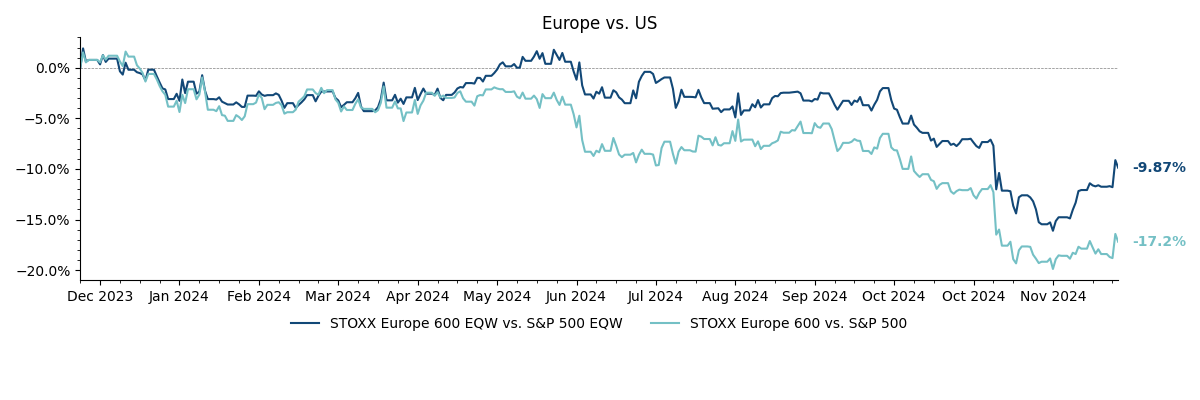 Europe vs. US
0.0%
−5.0%
−10.0%
−15.0%
−20.0%
-9.87%
-17.2%
Dec 2023 Jan 2024 Feb 2024 Mar 2024 Apr 2024 May 2024 Jun 2024 Jul 2024 Aug 2024 Sep 2024 Oct 2024 Oct 2024 Nov 2024
STOXX Europe 600 EQW vs. S&P 500 EQW STOXX Europe 600 vs. S&P 500